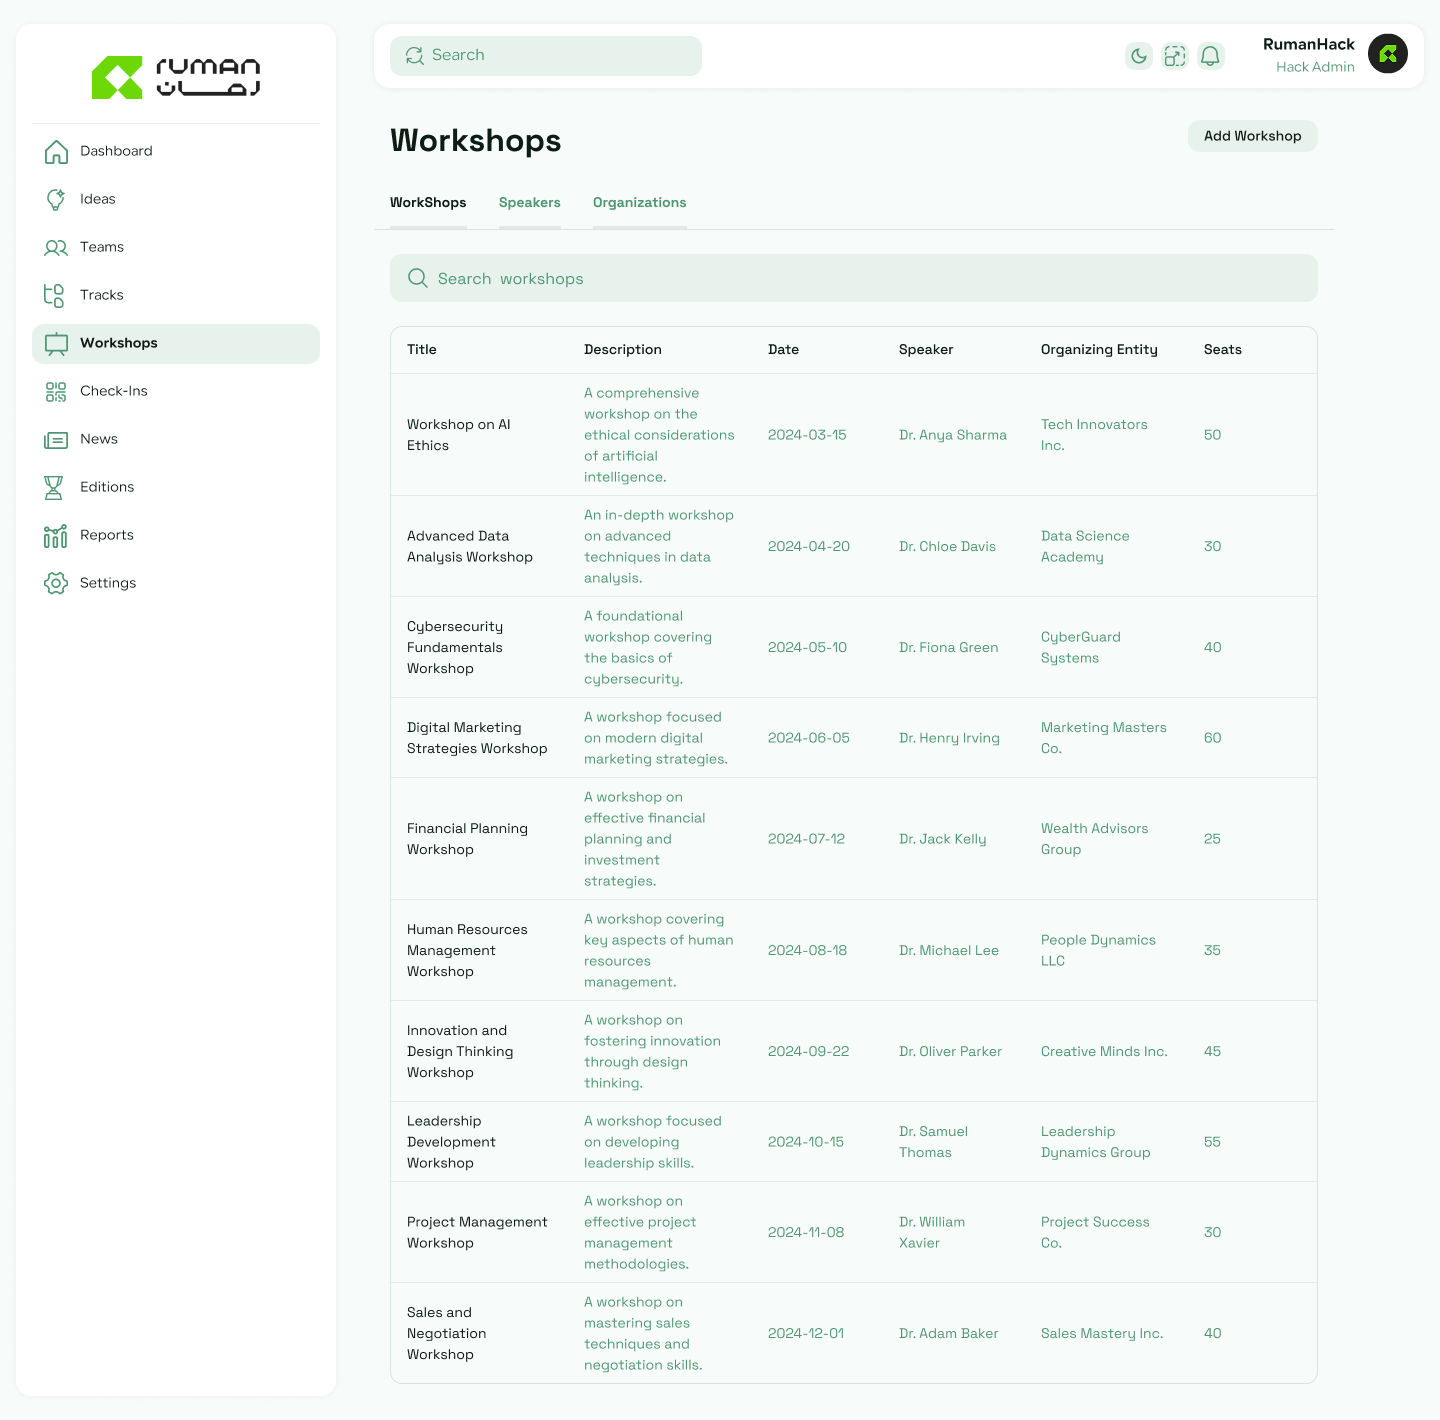 ruman
رمان
Dashboard
Ideas
Teams
Tracks
Workshops
Check-Ins
News
Editions
Reports
Settings
Search
RumanHack
Hack Admin
Workshops
Add Workshop
WorkShops
Speakers
Organizations
Search workshops
Title
Description
Date
Speaker
Organizing Entity
Seats
Workshop on AI
Ethics
A comprehensive
workshop on the
ethical considerations
of artificial
intelligence.
2024-03-15
Dr. Anya Sharma
Tech Innovators
Inc.
50
Advanced Data
Analysis Workshop
An in-depth workshop
on advanced
techniques in data
analysis.
2024-04-20
Dr. Chloe Davis
Data Science
Academy
30
Cybersecurity
Fundamentals
Workshop
A foundational
workshop covering
the basics of
cybersecurity.
2024-05-10
Dr. Fiona Green
CyberGuard
Systems
40
Digital Marketing
Strategies Workshop
A workshop focused
on modern digital
marketing strategies.
2024-06-05
Dr. Henry Irving
Marketing Masters
Co.
60
Financial Planning
Workshop
A workshop on
effective financial
planning and
investment
strategies.
2024-07-12
Dr. Jack Kelly
Wealth Advisors
Group
25
Human Resources
Management
Workshop
A workshop covering
key aspects of human
resources
management.
2024-08-18
Dr. Michael Lee
People Dynamics
LLC
35
Innovation and
Design Thinking
Workshop
A workshop on
fostering innovation
through design
thinking.
2024-09-22
Dr. Oliver Parker
Creative Minds Inc.
45
Leadership
Development
Workshop
A workshop focused
on developing
leadership skills.
2024-10-15
Dr. Samuel
Thomas
Leadership
Dynamics Group
55
Project Management
Workshop
A workshop on
effective project
management
methodologies.
2024-11-08
Dr. William
Xavier
Project Success
Co.
30
Sales and
Negotiation
Workshop
A workshop on
mastering sales
techniques and
negotiation skills.
2024-12-01
Dr. Adam Baker
Sales Mastery Inc.
40